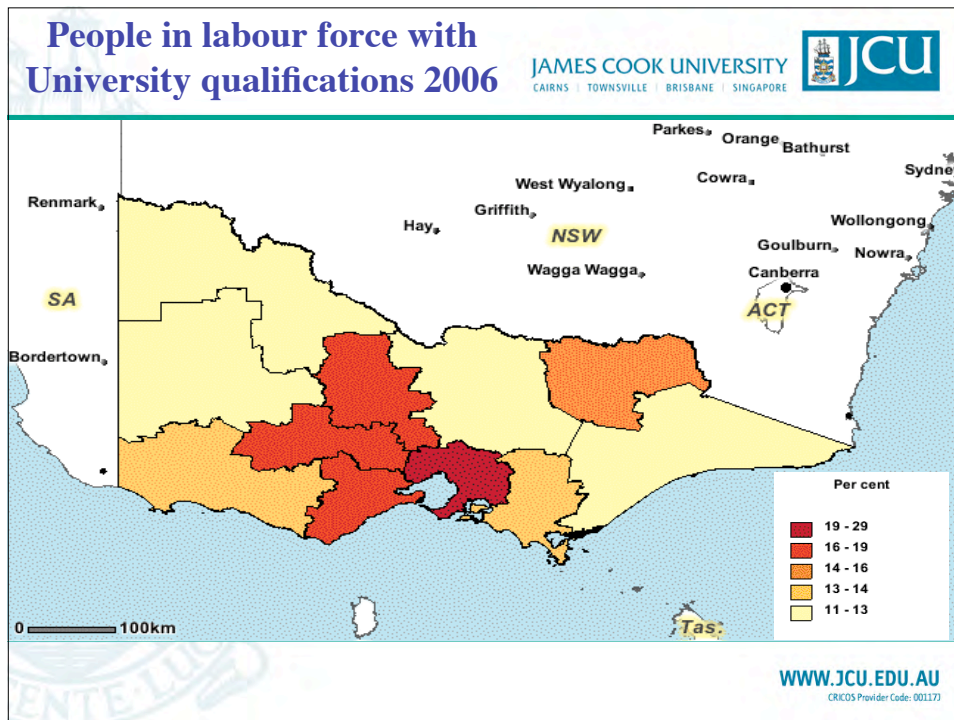 People in labour force with
University qualifications 2006
JAMES COOK UNIVERSITY
CAIRNS | TOWNSVILLE | BRISBANE | SINGAPORE
JCU
Parkes
Orange
Bathurst
Sydney
West Wyalong
Cowra
Renmark
Griffith
Hay
NSW
Wollongong
Goulburn
Nowra
Wagga Wagga
Canberra
SA
ACT
Bordertown
Per cent
19 - 29
16 - 19
14 - 16
13 - 14
11 - 13
0
100km
Tas.
WWW.JCU.EDU.AU
CRICOS Provider Code: 00117J